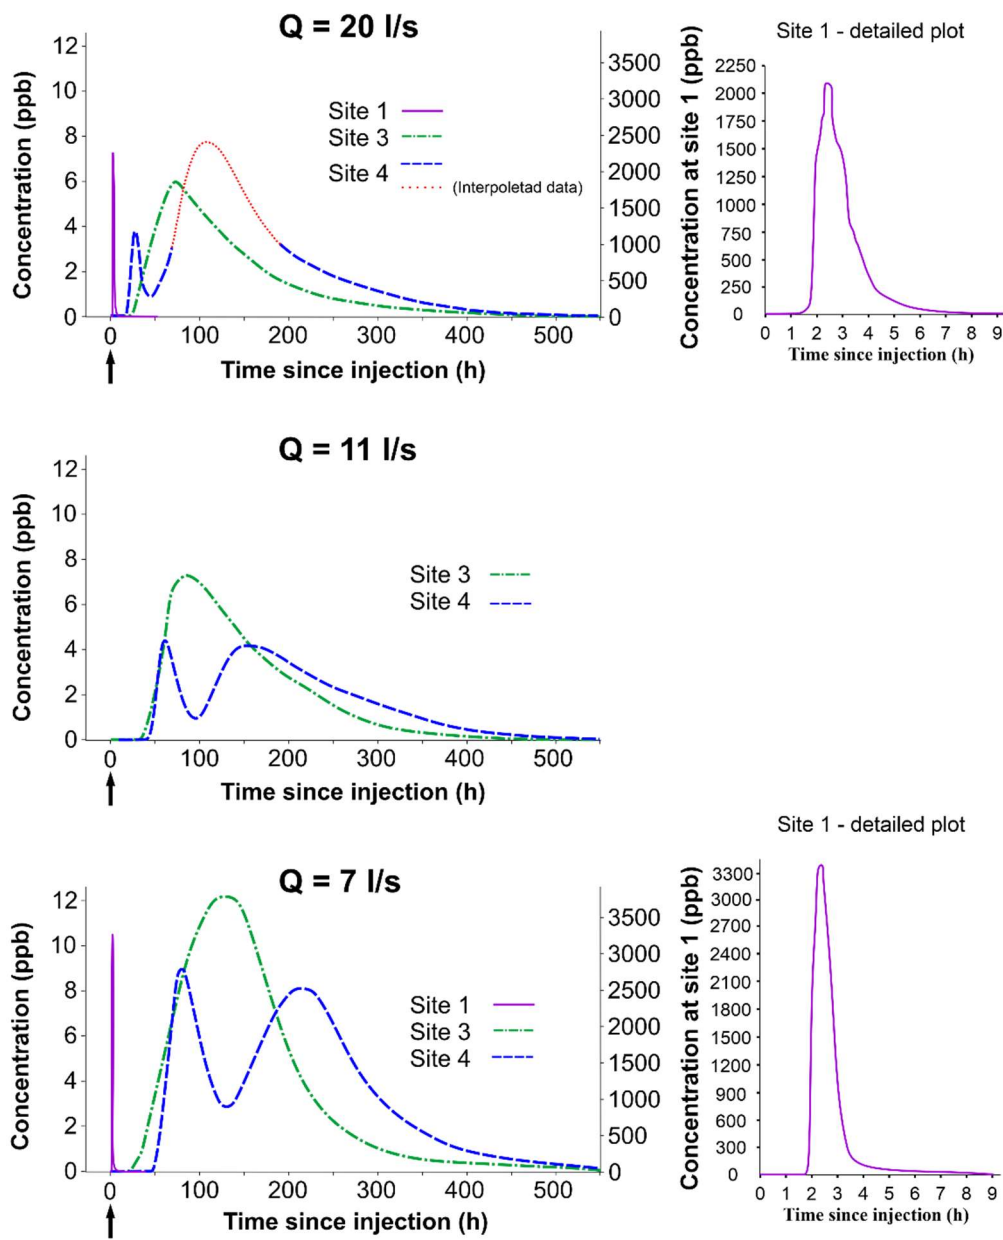 Q = 20 l/s
Site 1 - detailed plot
Concentration (ppb)
12
10
8
6
4
2
0
Site 1
Site 3
Site 4
(Interpoletad data)
3500
3000
2500
2000
1500
1000
500
0
0 100 200 300 400 500
Time since injection (h)
Concentration at site 1 (ppb)
2250
2000
1750
1500
1250
1000
750
500
250
0
0 1 2 3 4 5 6 7 8 9
Time since injection (h)
Q = 11 l/s
Concentration (ppb)
12
10
8
6
4
2
0
Site 3
Site 4
0 100 200 300 400 500
Time since injection (h)
Site 1 - detailed plot
Q = 7 l/s
Concentration (ppb)
12
10
8
6
4
2
0
Site 1
Site 3
Site 4
3500
3000
2500
2000
1500
1000
500
0
0 100 200 300 400 500
Time since injection (h)
Concentration at site 1 (ppb)
3300
3000
2700
2400
2100
1800
1500
1200
900
600
300
0
0 1 2 3 4 5 6 7 8 9
Time since injection (h)